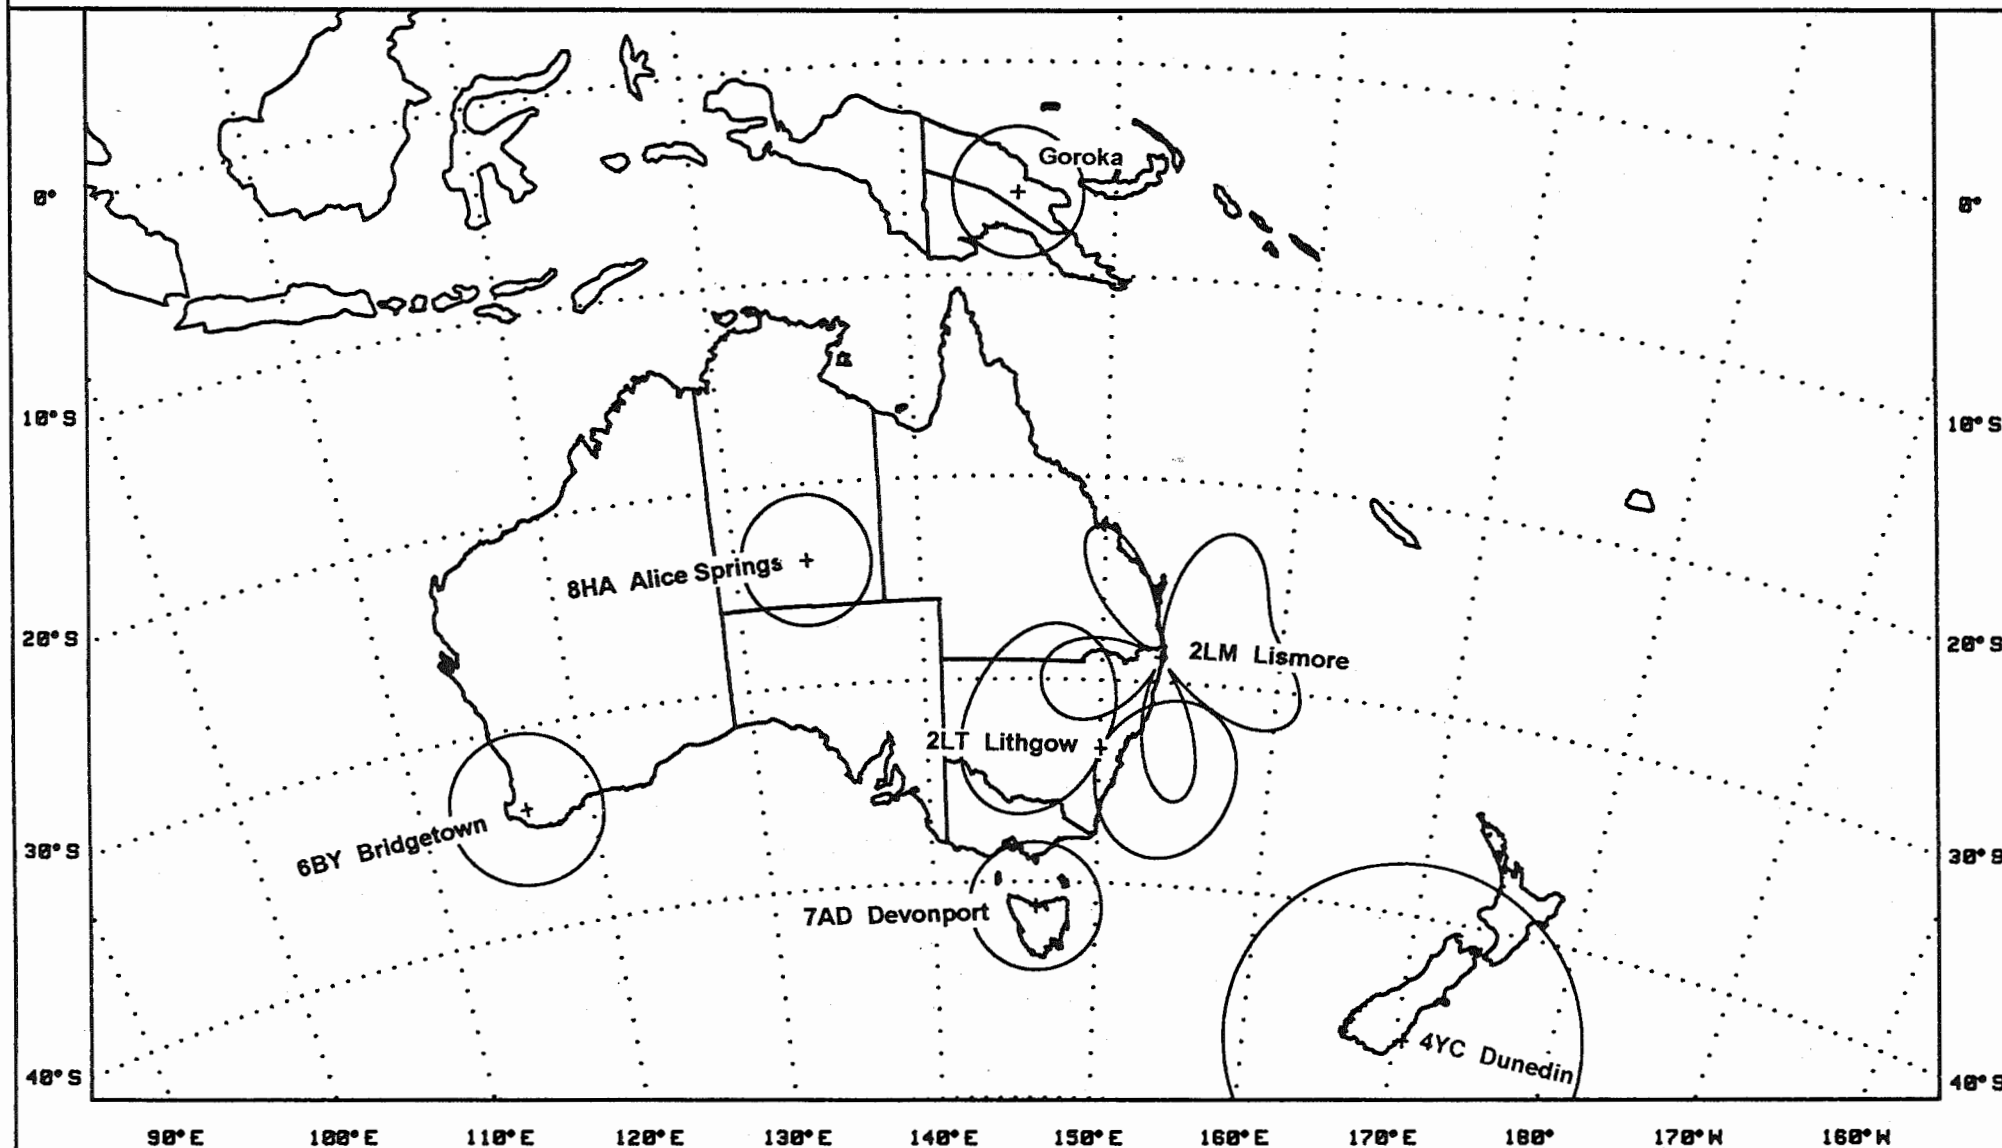 Goroka
0°
0°
10°S
10°S
8HA Alice Springs
20°S
20°S
2LM Lismore
2LT Lithgow
6BY Bridgetown
30°S
30°S
7AD Devonport
4YC Dunedin
40°S
40°S
90°E 100°E 110°E 120°E 130°E 140°E 150°E 160°E 170°E 180° 170°W 160°W